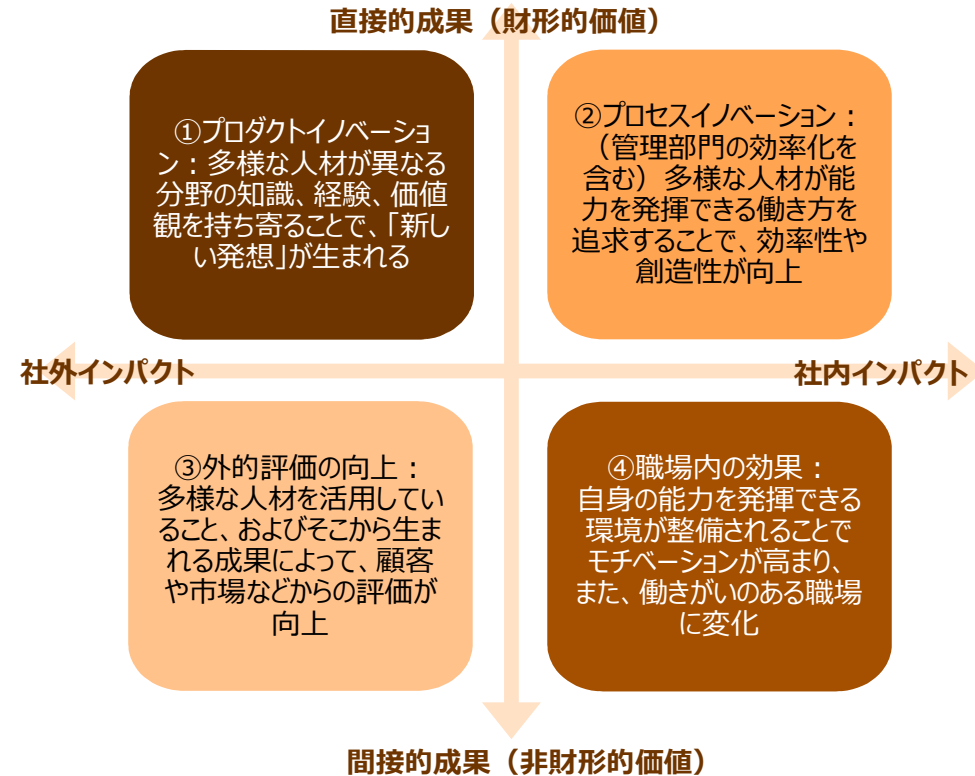 直接的成果（財形的価値）
①プロダクトイノベーショ
ン：多様な人材が異なる
分野の知識、経験、価値
観を持ち寄ることで、「新し
い発想」が生まれる
②プロセスイノベーション：
（管理部門の効率化を
含む）多様な人材が能
力を発揮できる働き方を
追求することで、効率性や
創造性が向上
社外インパクト
社内インパクト
③外的評価の向上：
多様な人材を活用してい
ること、およびそこから生ま
れる成果によって、顧客
や市場などからの評価が
向上
④職場内の効果：
自身の能力を発揮できる
環境が整備されることで
モチベーションが高まり、
また、働きがいのある職場
に変化
間接的成果（非財形的価値）